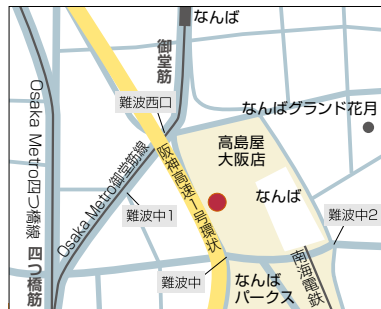 なんば
御堂筋
難波西口
なんばグランド花月
高島屋
大阪店
Osaka Metro四つ橋線
四つ橋筋
Osaka Metro御堂筋線
阪神高速1号環状
なんば
難波中1
難波中2
難波中
なんば
パークス
南海電鉄